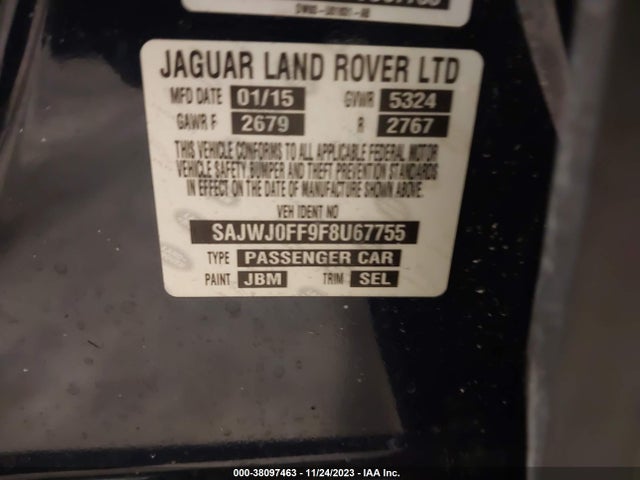 JAGUAR LAND ROVER LTD
MFD DATE 01/15 GVWR 5324
GAWR F 2679 R 2767
THIS VEHICLE CONFORMS TO ALL APPLICABLE FEDERAL MOTOR
VEHICLE SAFETY BUMPER AND THEFT PREVENTION STANDARDS
IN EFFECT ON THE DATE OF MANUFACTURE SHOWN ABOVE.
VEH IDENT NO
SAJWJ0FF9F8U67755
TYPE PASSENGER CAR
PAINT JBM TRIM SEL
000-38097463 - 11/24/2023 - IAA Inc.